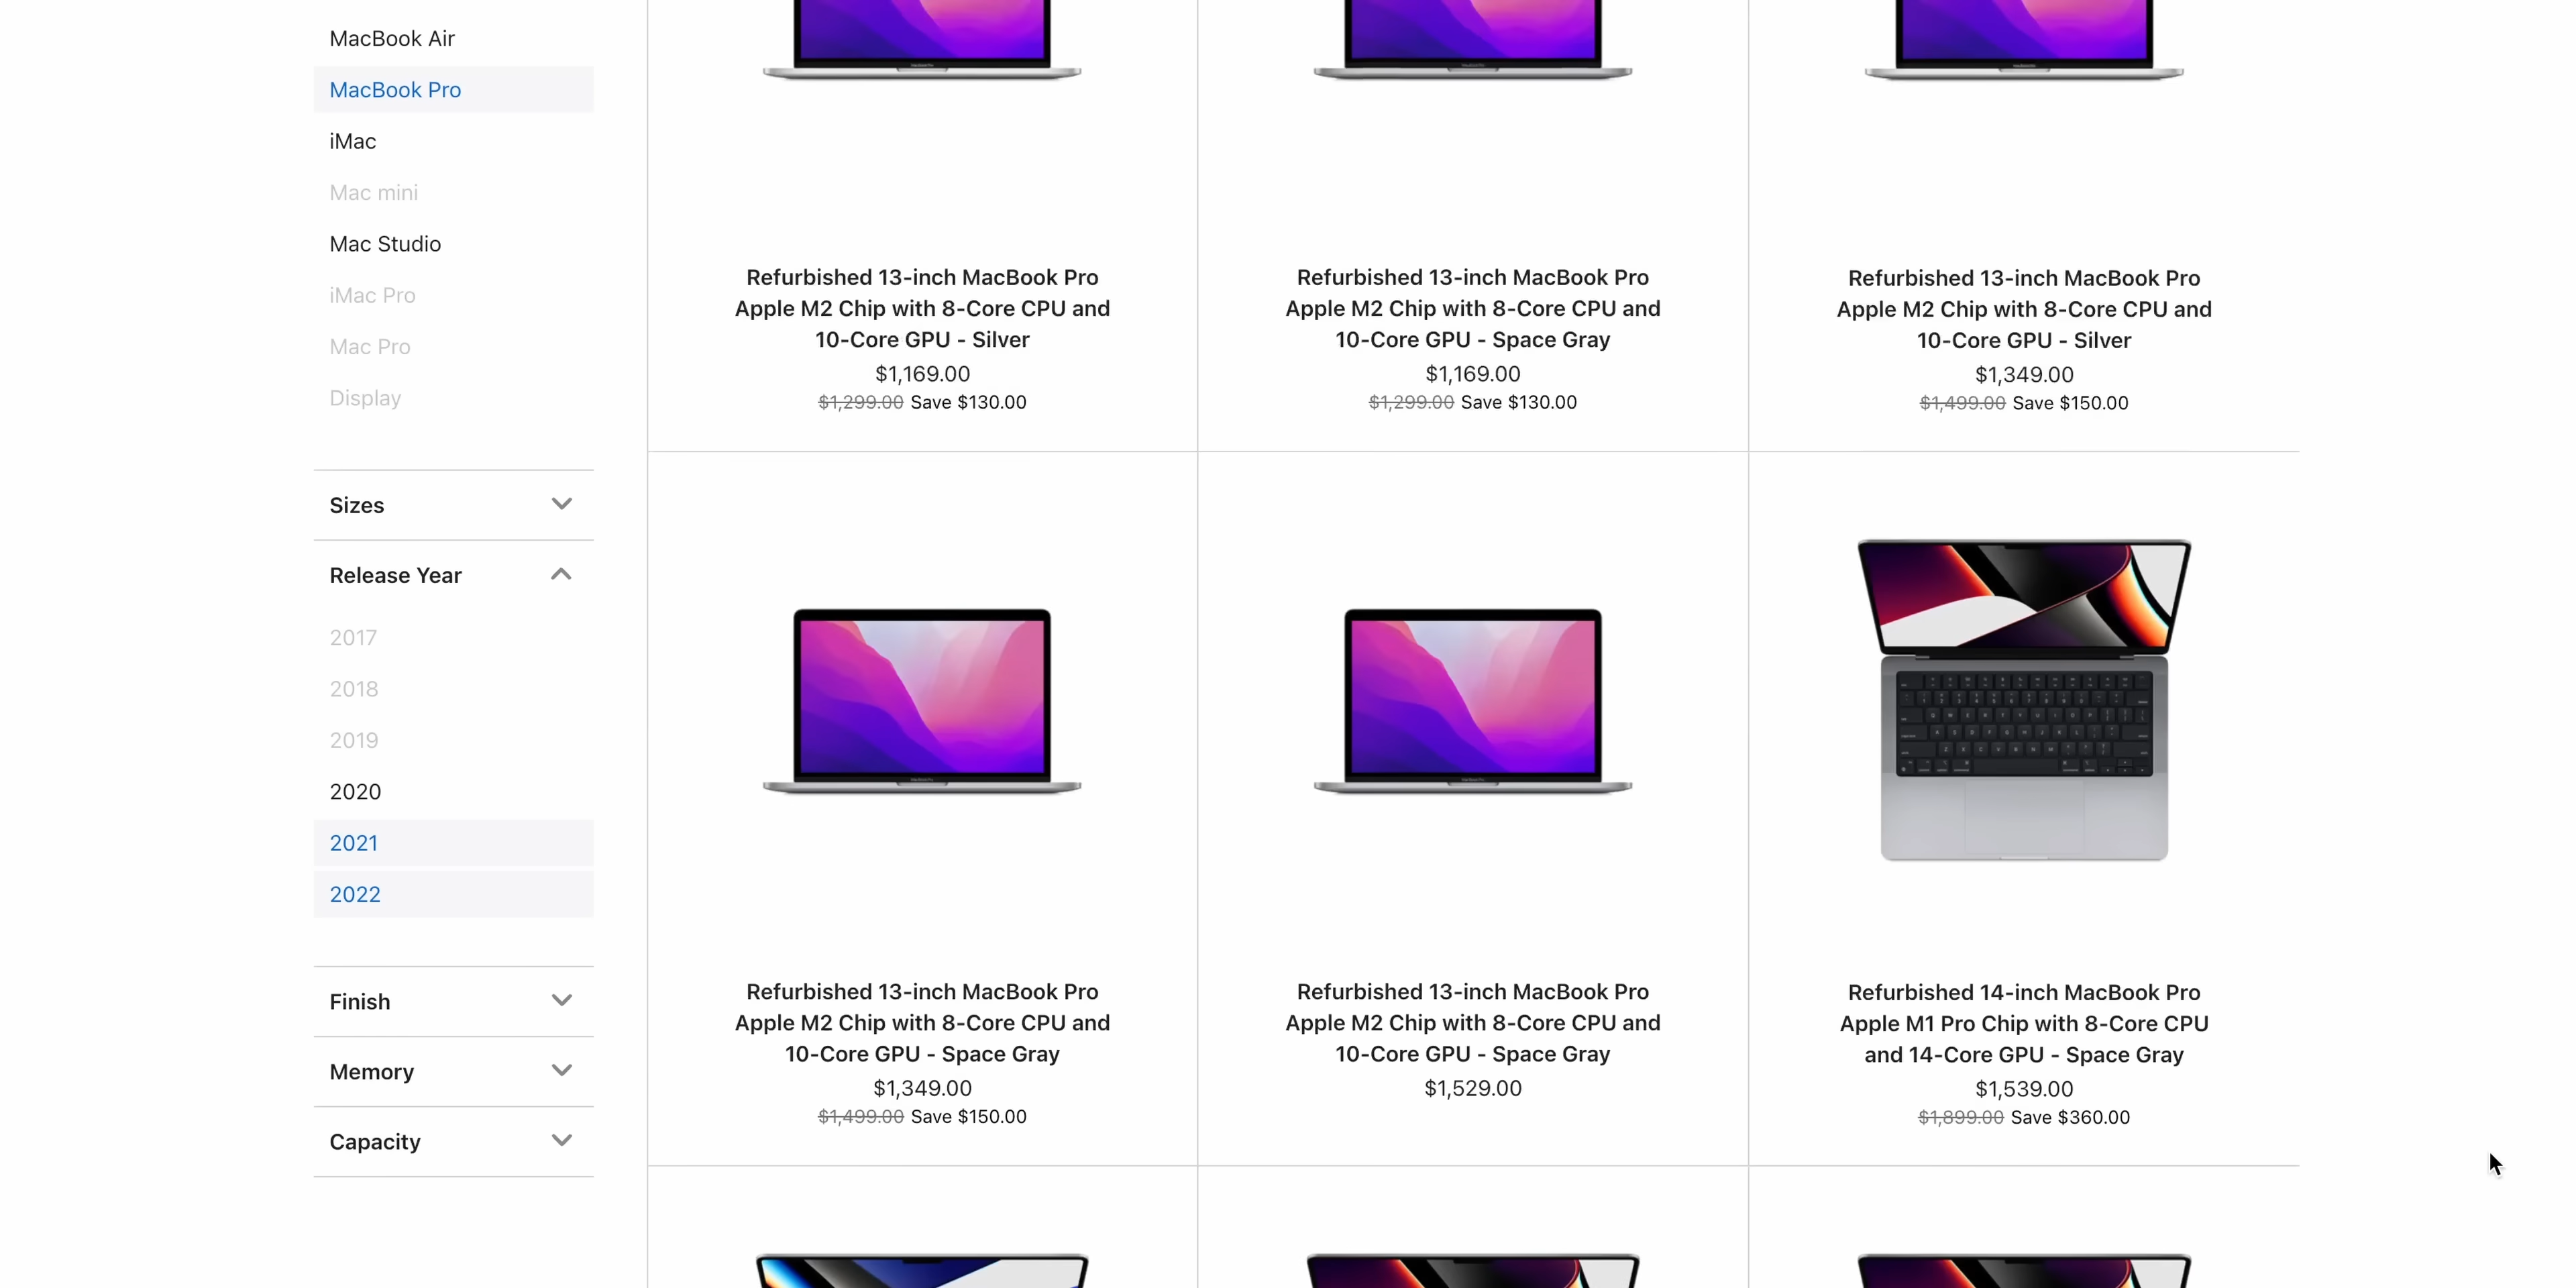 MacBook Air
MacBook Pro
iMac
Mac mini
Mac Studio
iMac Pro
Mac Pro
Display
Sizes
Release Year
2017
2018
2019
2020
2021
2022
Finish
Memory
Capacity
Refurbished 13-inch MacBook Pro
Apple M2 Chip with 8-Core CPU and
10-Core GPU - Silver
$1,169.00
$1,299.00 Save $130.00
Refurbished 13-inch MacBook Pro
Apple M2 Chip with 8-Core CPU and
10-Core GPU - Space Gray
$1,169.00
$1,299.00 Save $130.00
Refurbished 13-inch MacBook Pro
Apple M2 Chip with 8-Core CPU and
10-Core GPU - Silver
$1,349.00
$1,499.00 Save $150.00
Refurbished 13-inch MacBook Pro
Apple M2 Chip with 8-Core CPU and
10-Core GPU - Space Gray
$1,349.00
$1,499.00 Save $150.00
Refurbished 13-inch MacBook Pro
Apple M2 Chip with 8-Core CPU and
10-Core GPU - Space Gray
$1,529.00
Refurbished 14-inch MacBook Pro
Apple M1 Pro Chip with 8-Core CPU
and 14-Core GPU - Space Gray
$1,539.00
$1,899.00 Save $360.00